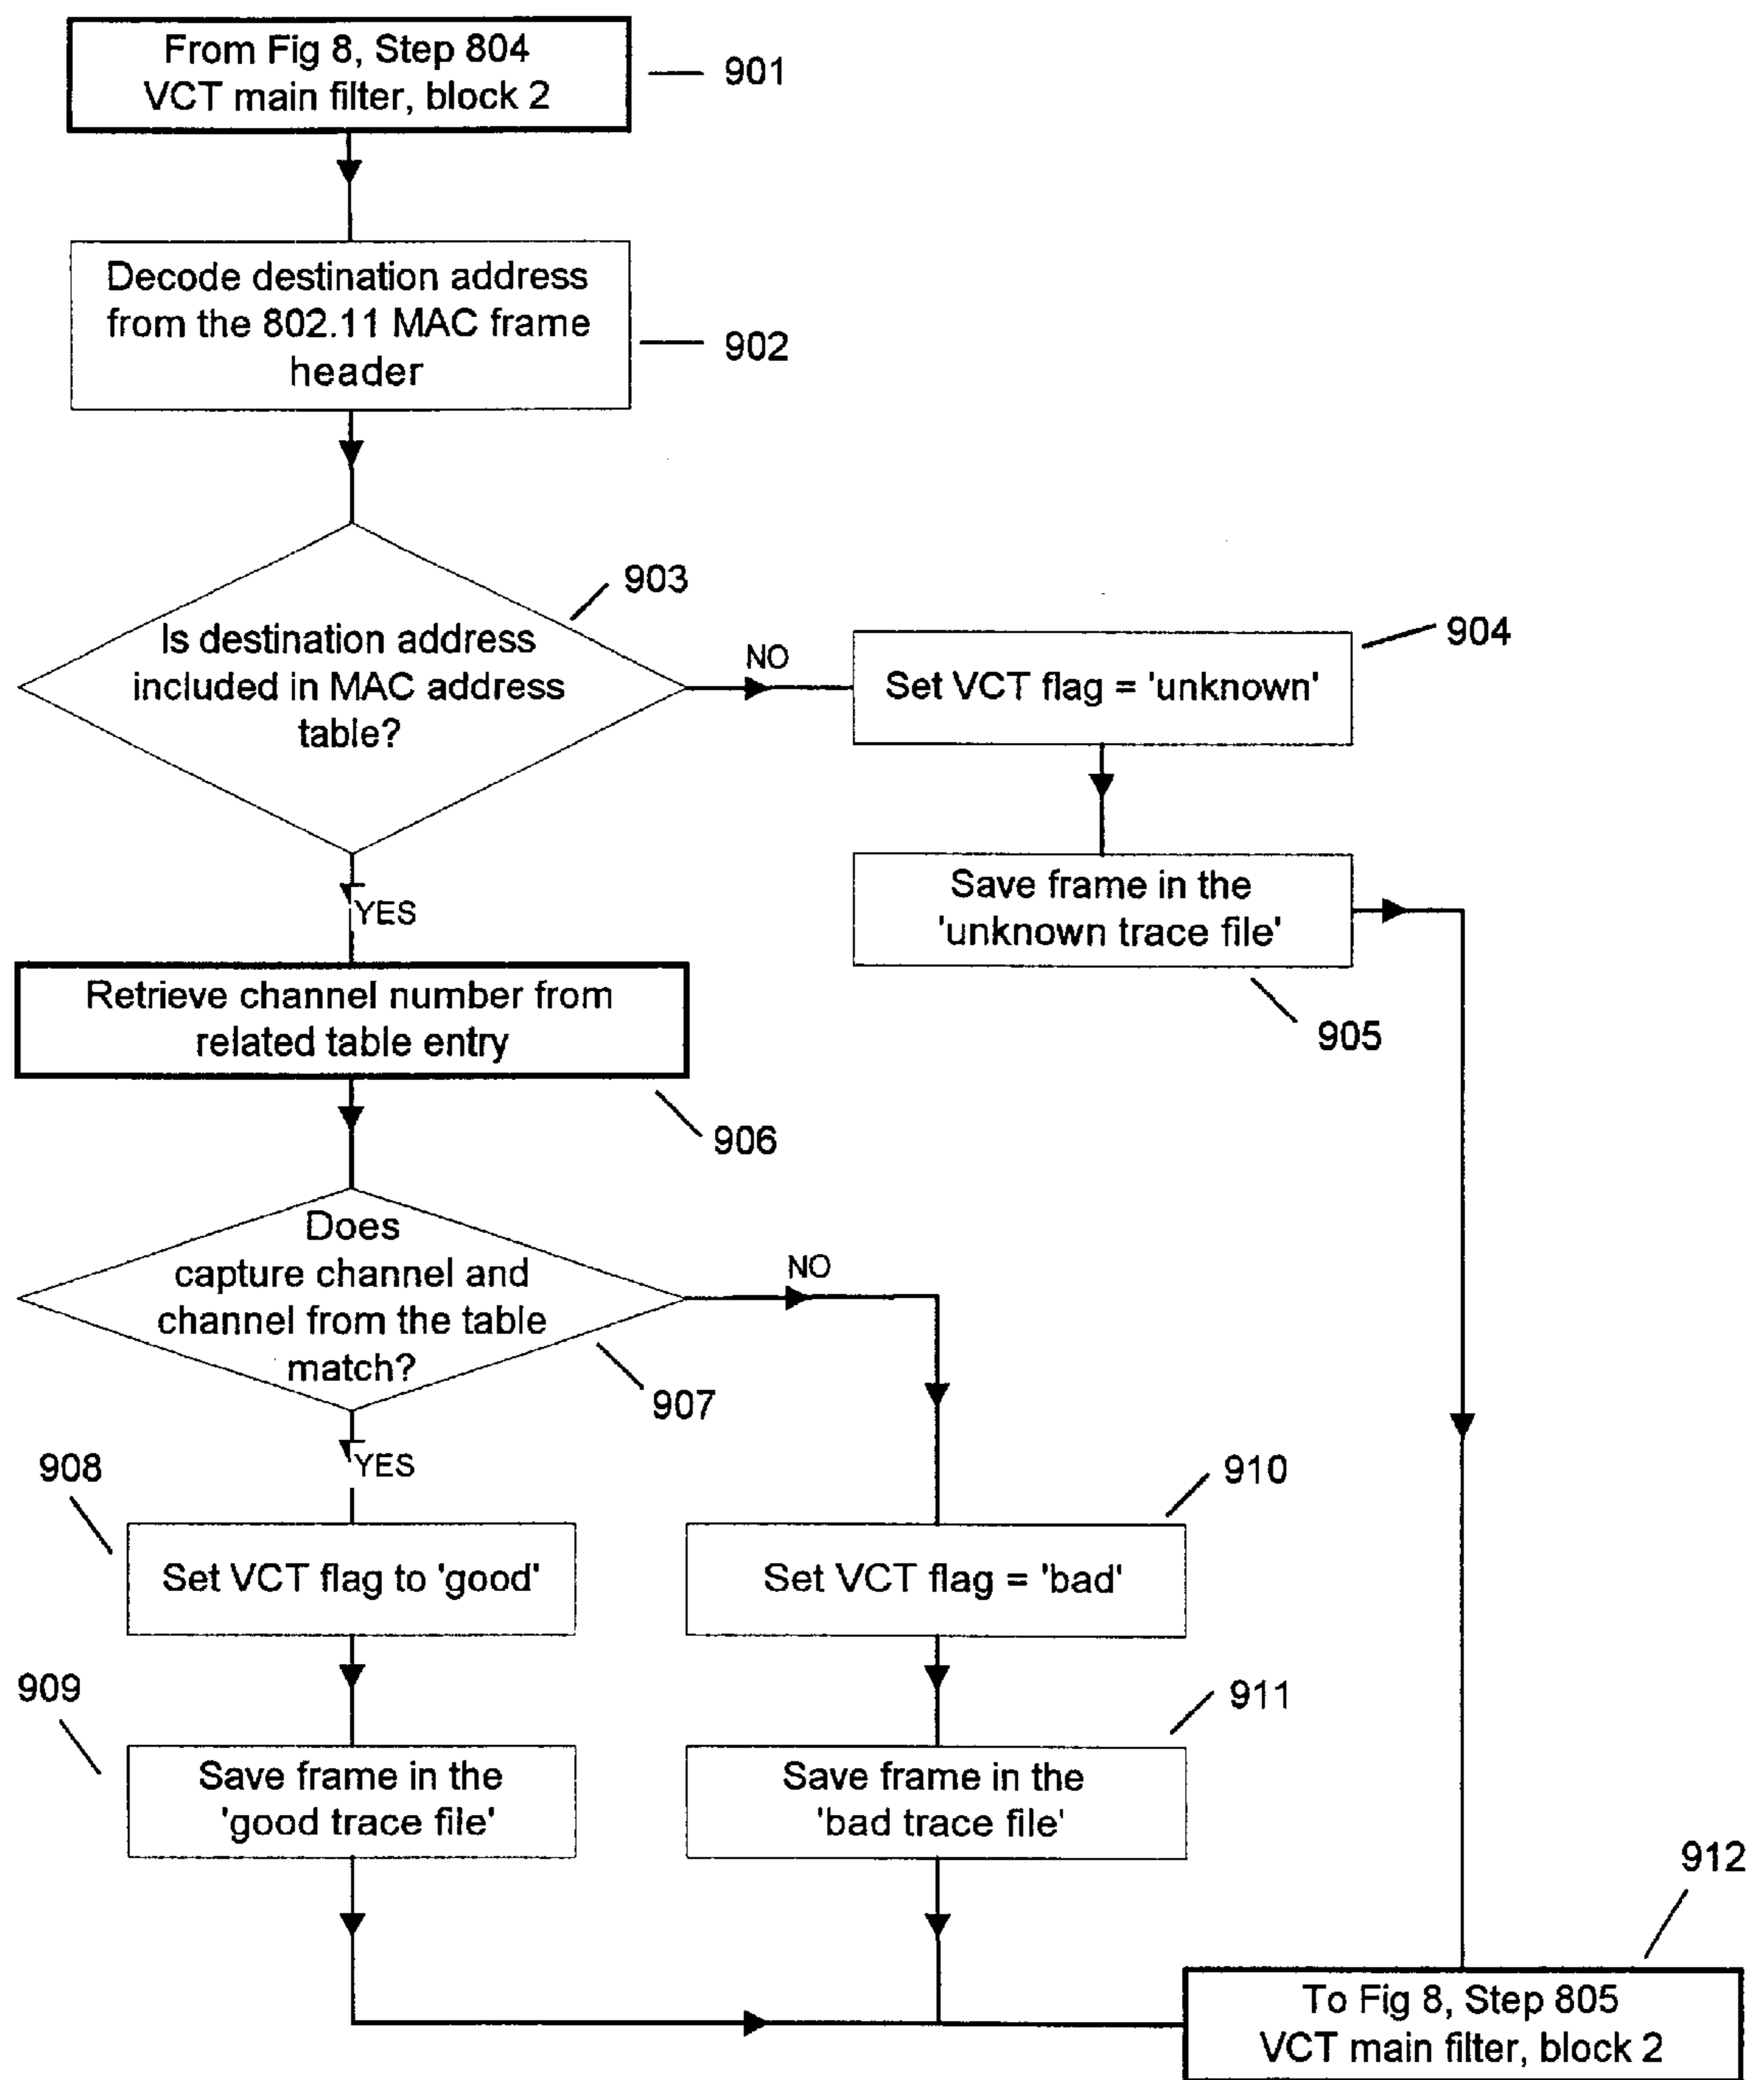 From Fig 8, Step 804
VCT main filter, block 2
901
Decode destination address
from the 802.11 MAC frame
header
902
903
Is destination address
included in MAC address
table?
NO
904
Set VCT flag = 'unknown'
YES
Save frame in the
'unknown trace file'
905
Retrieve channel number from
related table entry
906
Does
capture channel and
channel from the table
match?
NO
907
YES
908
910
Set VCT flag to 'good'
Set VCT flag = 'bad'
909
911
Save frame in the
'good trace file'
Save frame in the
'bad trace file'
912
To Fig 8, Step 805
VCT main filter, block 2